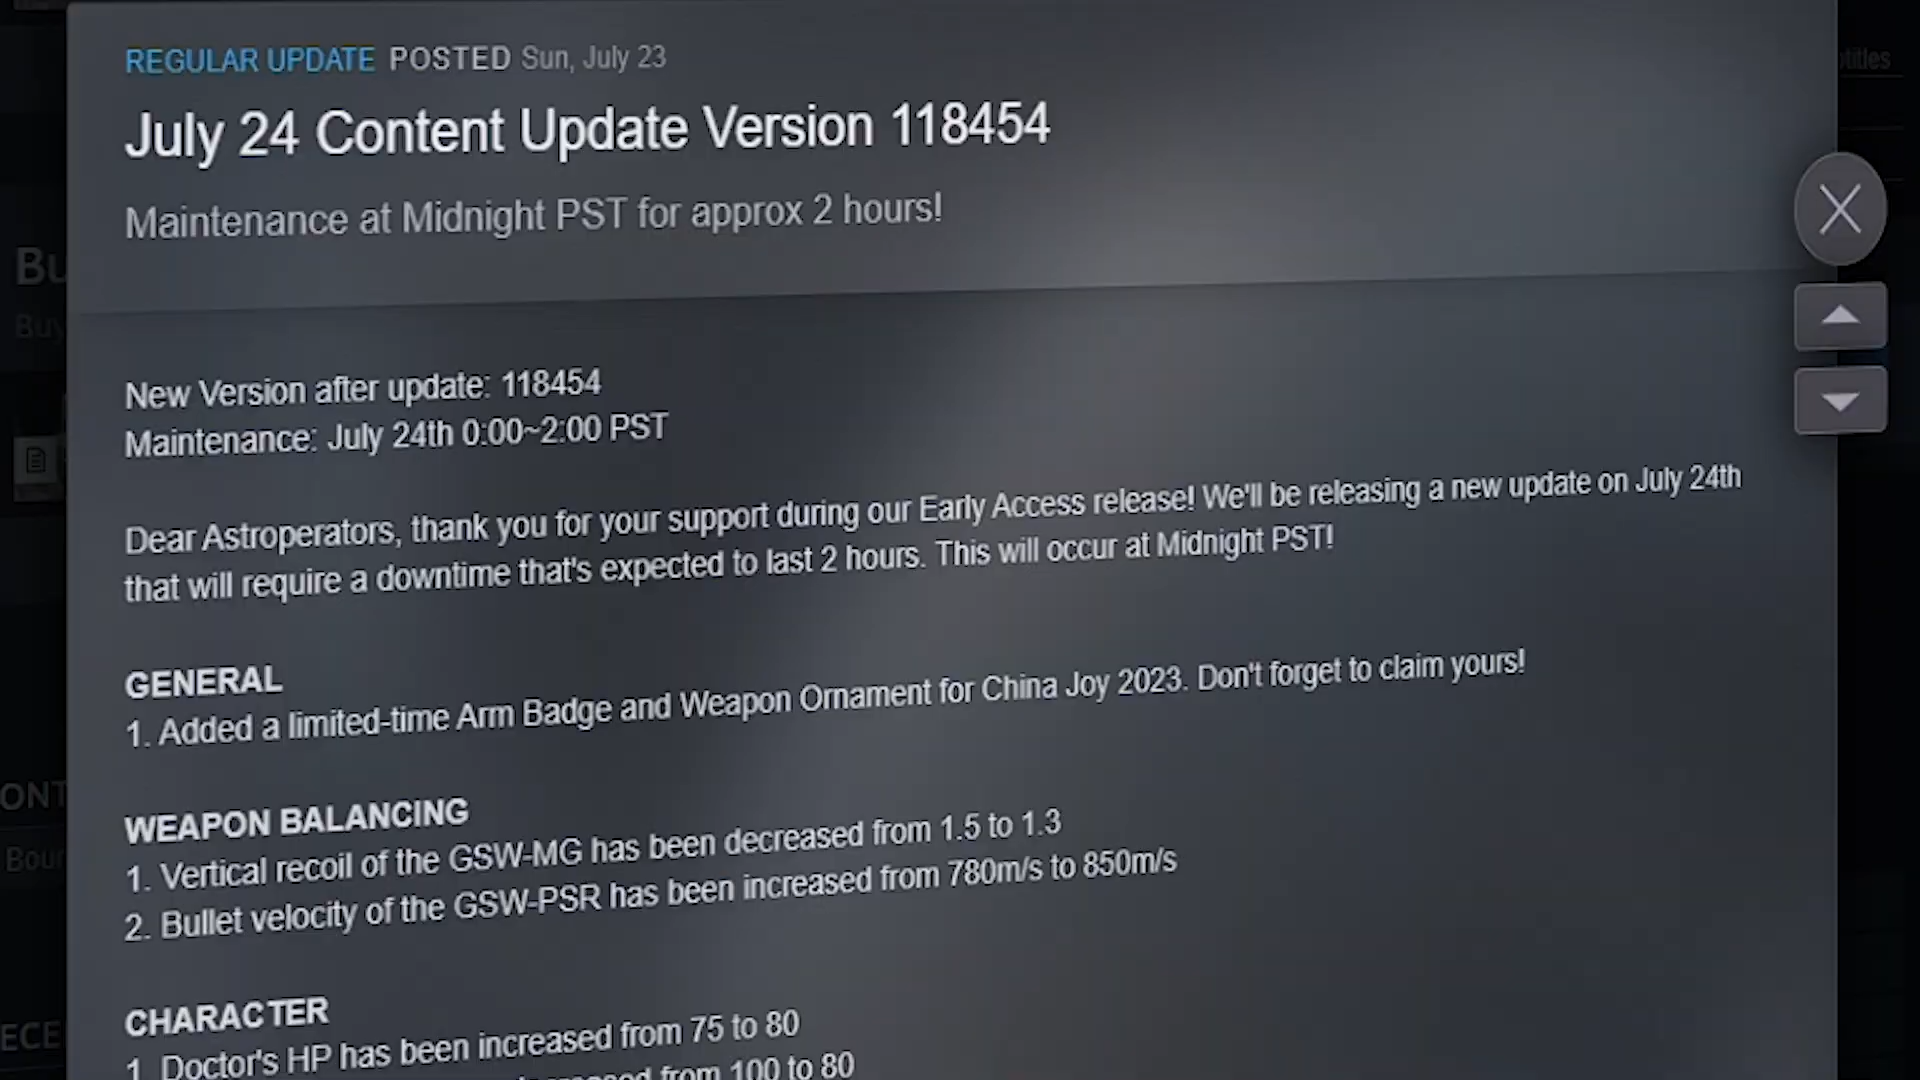 REGULAR UPDATE POSTED Sun, July 23
July 24 Content Update Version 118454
Maintenance at Midnight PST for approx 2 hours!
New Version after update: 118454
Maintenance: July 24th 0:00~2:00 PST
Dear Astroperators, thank you for your support during our Early Access release! We'll be releasing a new update on July 24th
that will require a downtime that's expected to last 2 hours. This will occur at Midnight PST!
GENERAL
1. Added a limited-time Arm Badge and Weapon Ornament for China Joy 2023. Don't forget to claim yours!
WEAPON BALANCING
1. Vertical recoil of the GSW-MG has been decreased from 1.5 to 1.3
2. Bullet velocity of the GSW-PSR has been increased from 780m/s to 850m/s
CHARACTER
1. Doctor's HP has been increased from 75 to 80
from 100 to 80